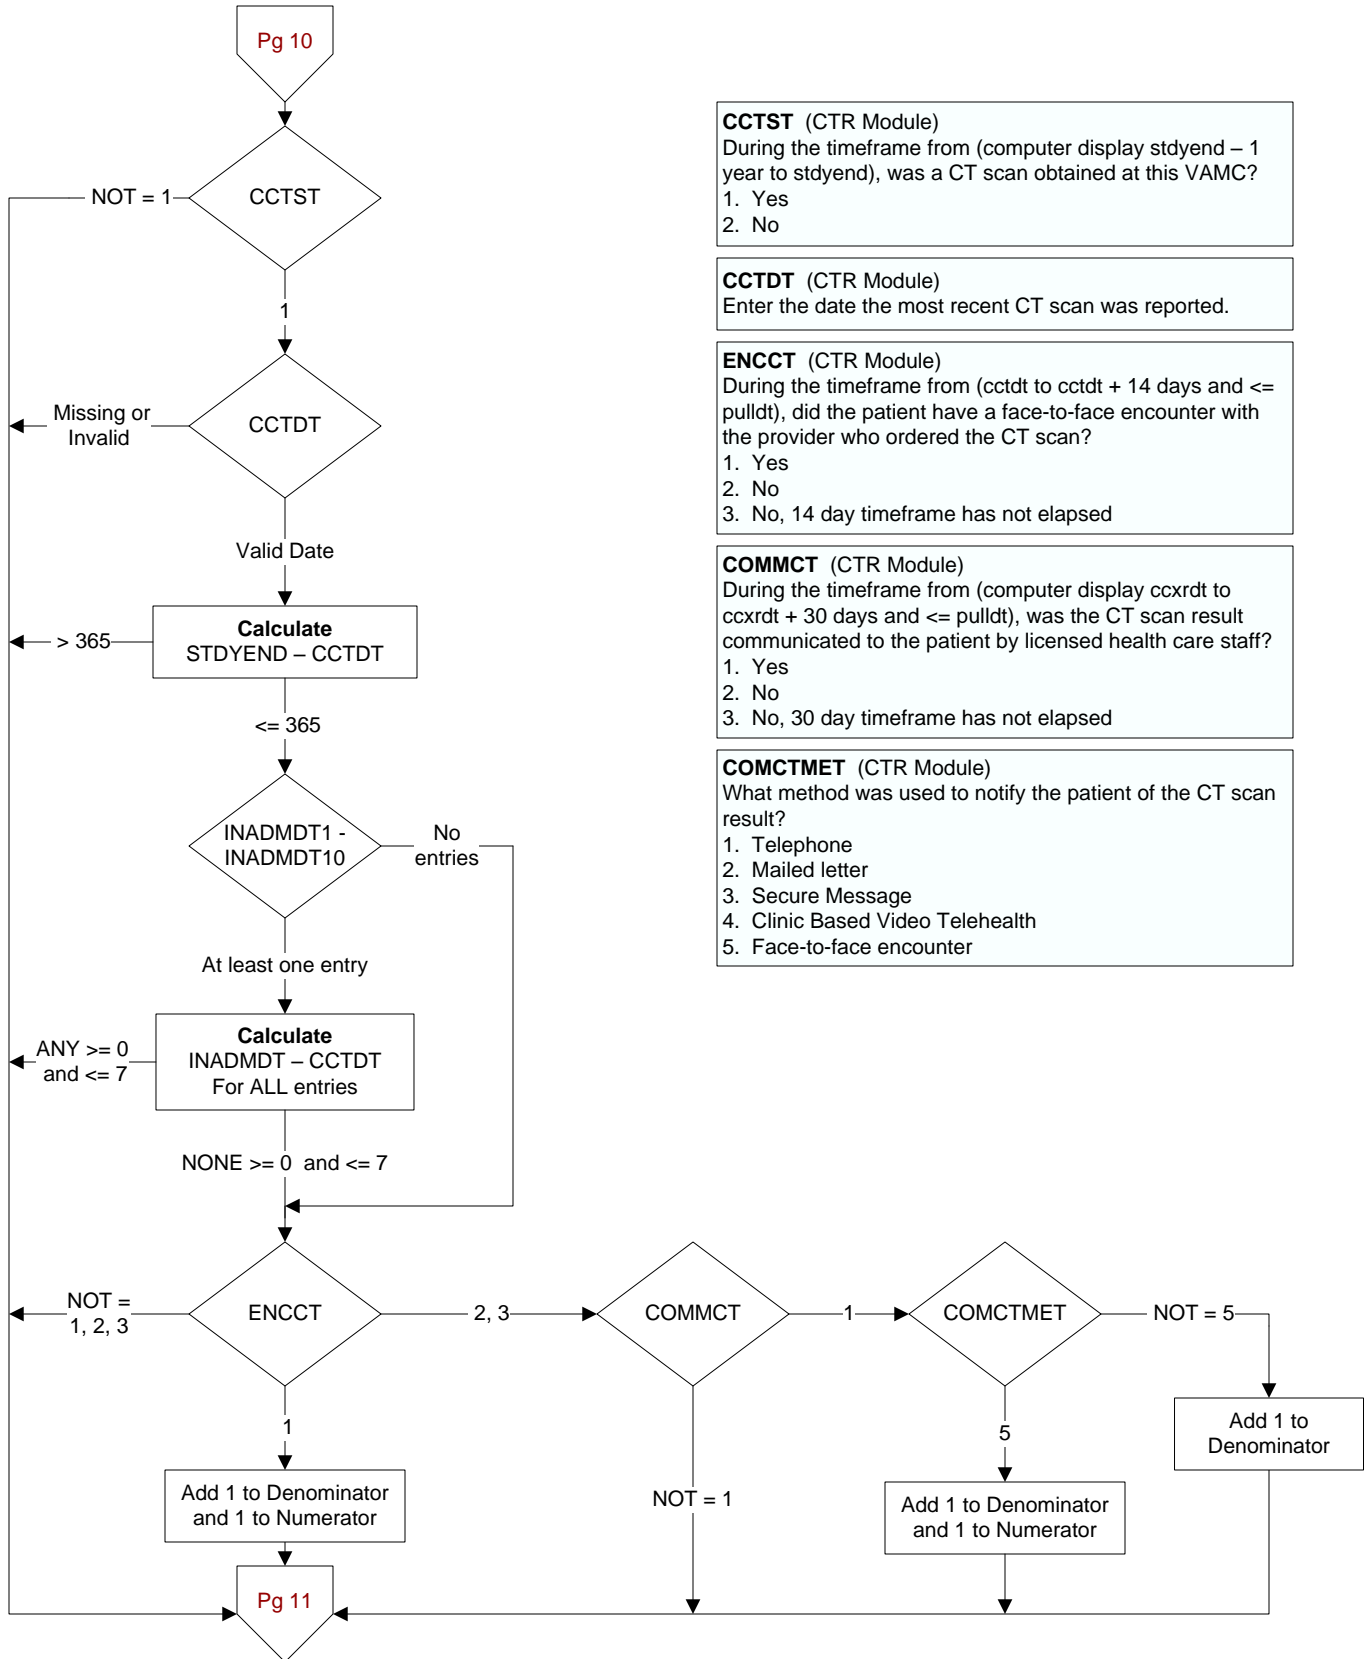 Pg 10
CCTST
NOT = 1
1
CCTDT
Missing or
Invalid
Valid Date
Calculate
STDYEND – CCTDT
> 365
<= 365
INADMDT1 -
INADMDT10
No
entries
At least one entry
Calculate
INADMDT – CCTDT
For ALL entries
ANY >= 0
and <= 7
NONE >= 0 and <= 7
ENCCT
NOT =
1, 2, 3
2, 3
COMMCT
1
COMCTMET
NOT = 5
1
5
NOT = 1
Add 1 to
Denominator
Add 1 to Denominator
and 1 to Numerator
Add 1 to Denominator
and 1 to Numerator
Pg 11
CCTST (CTR Module)
During the timeframe from (computer display stdyend – 1
year to stdyend), was a CT scan obtained at this VAMC?
1. Yes
2. No
CCTDT (CTR Module)
Enter the date the most recent CT scan was reported.
ENCCT (CTR Module)
During the timeframe from (cctdt to cctdt + 14 days and <=
pulldt), did the patient have a face-to-face encounter with
the provider who ordered the CT scan?
1. Yes
2. No
3. No, 14 day timeframe has not elapsed
COMMCT (CTR Module)
During the timeframe from (computer display ccxrdt to
ccxrdt + 30 days and <= pulldt), was the CT scan result
communicated to the patient by licensed health care staff?
1. Yes
2. No
3. No, 30 day timeframe has not elapsed
COMCTMET (CTR Module)
What method was used to notify the patient of the CT scan
result?
1. Telephone
2. Mailed letter
3. Secure Message
4. Clinic Based Video Telehealth
5. Face-to-face encounter